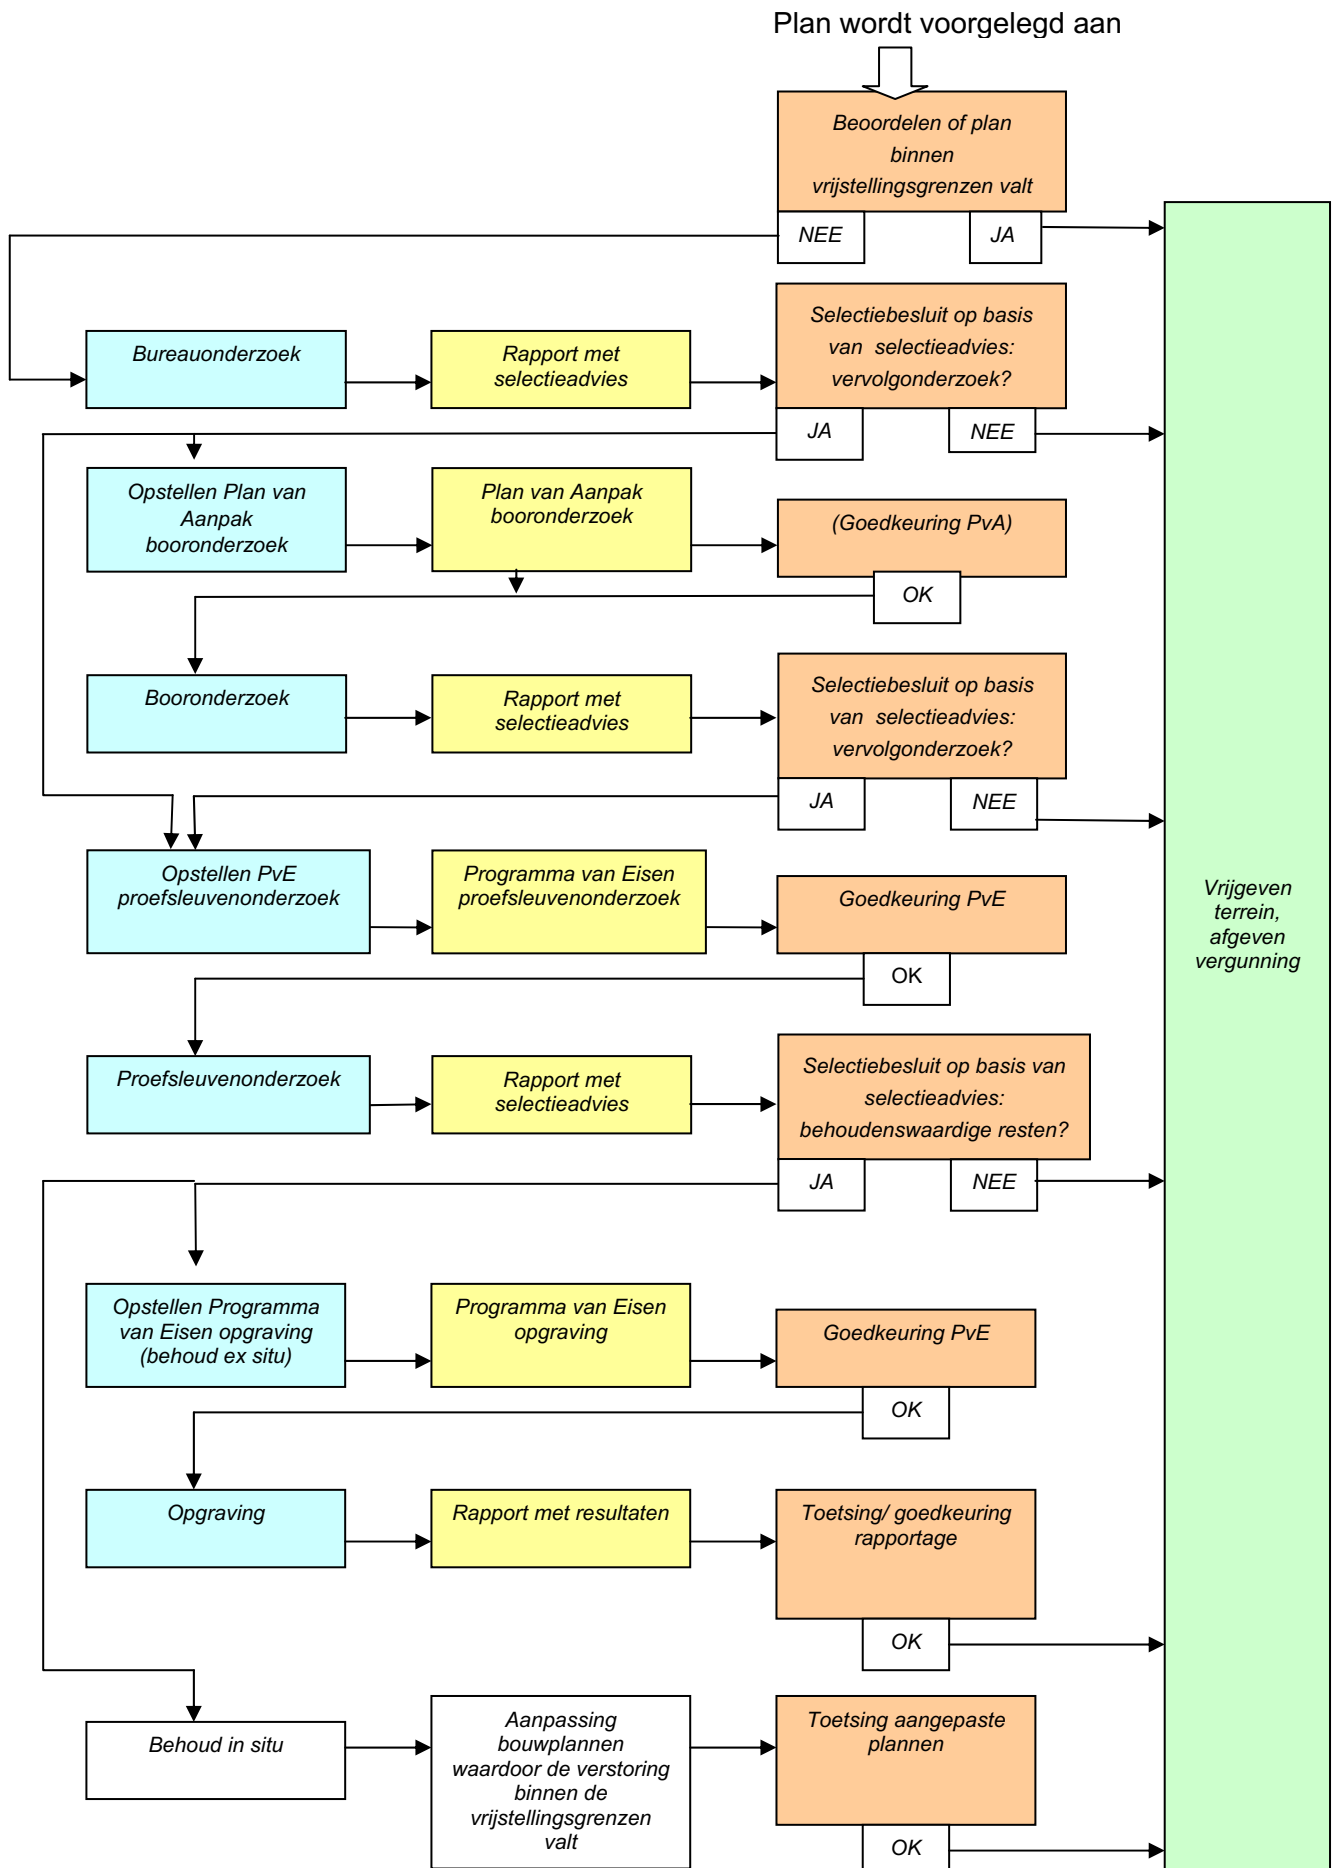 Plan wordt voorgelegd aan
Beoordelen of plan
binnen
vrijstellingsgrenzen valt
NEE
JA
Bureauonderzoek
Rapport met
selectieadvies
Selectiebesluit op basis
van selectieadvies:
vervolgonderzoek?
JA
NEE
Opstellen Plan van
Aanpak
booronderzoek
Plan van Aanpak
booronderzoek
(Goedkeuring PvA)
OK
Booronderzoek
Rapport met
selectieadvies
Selectiebesluit op basis
van selectieadvies:
vervolgonderzoek?
JA
NEE
Opstellen PvE
proefsleuvenonderzoek
Programma van Eisen
proefsleuvenonderzoek
Goedkeuring PvE
OK
Vrijgeven
terrein,
afgeven
vergunning
Proefsleuvenonderzoek
Rapport met
selectieadvies
Selectiebesluit op basis van
selectieadvies:
behoudenswaardige resten?
JA
NEE
Opstellen Programma
van Eisen opgraving
(behoud ex situ)
Programma van Eisen
opgraving
Goedkeuring PvE
OK
Opgraving
Rapport met resultaten
Toetsing/ goedkeuring
rapportage
OK
Behoud in situ
Aanpassing
bouwplannen
waardoor de verstoring
binnen de
vrijstellingsgrenzen
valt
Toetsing aangepaste
plannen
OK